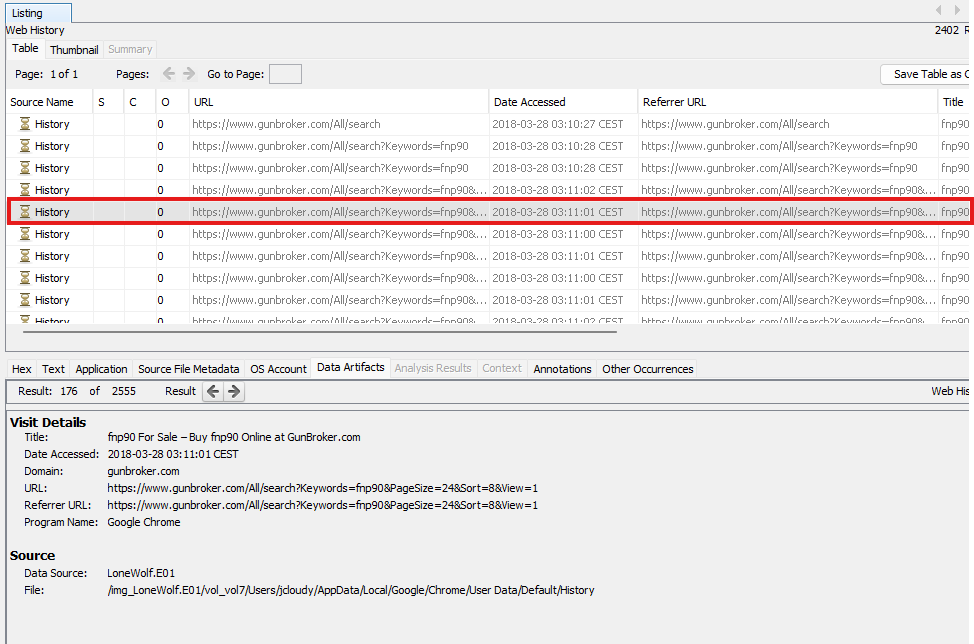 Listing
Web History
2402 R
Table Thumbnail Summary
Page: 1 of 1 Pages: Go to Page:
Save Table as C
Source Name S C O URL Date Accessed Referrer URL Title
History 0 https://www.gunbroker.com/All/search 2018-03-28 03:10:27 CEST https://www.gunbroker.com/All/search fnp90
History 0 https://www.gunbroker.com/All/search?Keywords=fnp90 2018-03-28 03:10:28 CEST https://www.gunbroker.com/All/search?Keywords=fnp90 fnp90
History 0 https://www.gunbroker.com/All/search?Keywords=fnp90 2018-03-28 03:10:28 CEST https://www.gunbroker.com/All/search?Keywords=fnp90 fnp90
History 0 https://www.gunbroker.com/All/search?Keywords=fnp90&... 2018-03-28 03:11:02 CEST https://www.gunbroker.com/All/search?Keywords=fnp90&... fnp90
History 0 https://www.gunbroker.com/All/search?Keywords=fnp90&... 2018-03-28 03:11:01 CEST https://www.gunbroker.com/All/search?Keywords=fnp90&... fnp90
History 0 https://www.gunbroker.com/All/search?Keywords=fnp90&... 2018-03-28 03:11:00 CEST https://www.gunbroker.com/All/search?Keywords=fnp90&... fnp90
History 0 https://www.gunbroker.com/All/search?Keywords=fnp90&... 2018-03-28 03:11:01 CEST https://www.gunbroker.com/All/search?Keywords=fnp90&... fnp90
History 0 https://www.gunbroker.com/All/search?Keywords=fnp90&... 2018-03-28 03:11:00 CEST https://www.gunbroker.com/All/search?Keywords=fnp90&... fnp90
History 0 https://www.gunbroker.com/All/search?Keywords=fnp90&... 2018-03-28 03:11:01 CEST https://www.gunbroker.com/All/search?Keywords=fnp90&... fnp90
History 0 https://www.gunbroker.com/All/search?Keywords=fnp90&... 2018-03-28 03:11:02 CEST https://www.gunbroker.com/All/search?Keywords=fnp90&... fnp90
Hex Text Application Source File Metadata OS Account Data Artifacts Analysis Results Context Annotations Other Occurrences
Result: 176 of 2555 Result
Web His
Visit Details
Title: fnp90 For Sale – Buy fnp90 Online at GunBroker.com
Date Accessed: 2018-03-28 03:11:01 CEST
Domain: gunbroker.com
URL: https://www.gunbroker.com/All/search?Keywords=fnp90&PageSize=24&Sort=8&View=1
Referrer URL: https://www.gunbroker.com/All/search?Keywords=fnp90&PageSize=24&Sort=8&View=1
Program Name: Google Chrome
Source
Data Source: LoneWolf.E01
File: /img_LoneWolf.E01/vol_vol7/Users/jcloudy/AppData/Local/Google/Chrome/User Data/Default/History